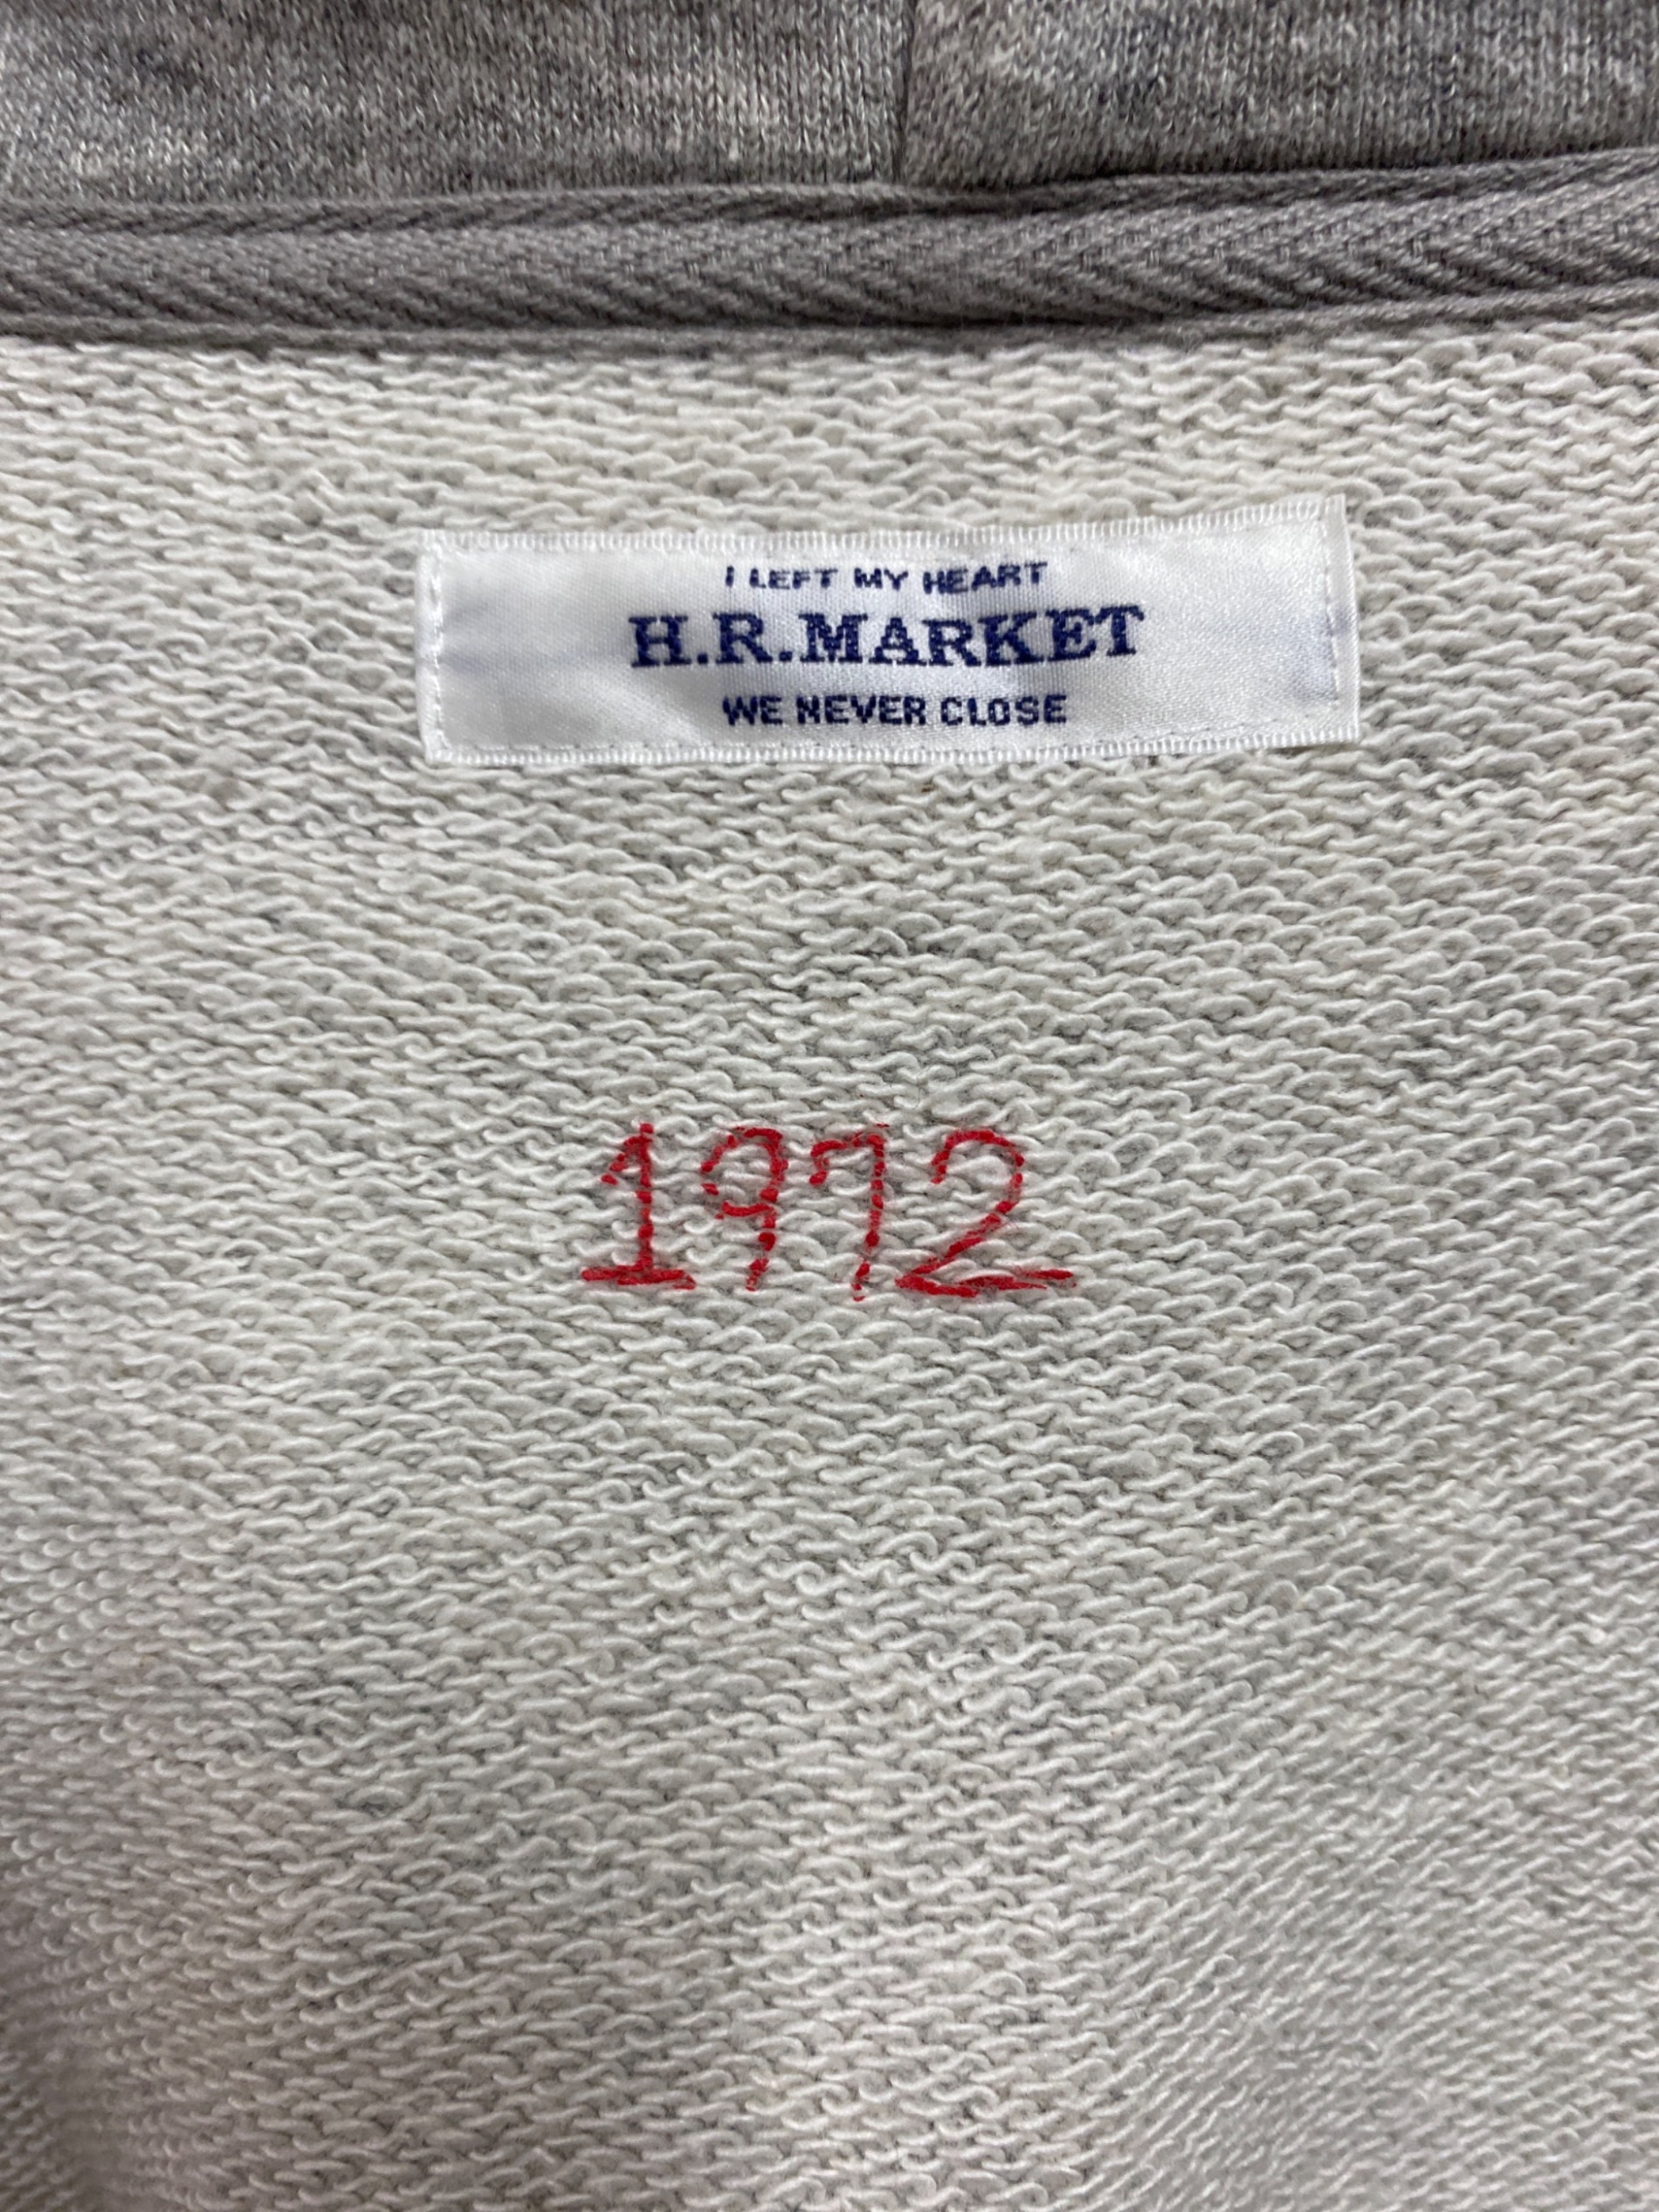 I LEFT MY HEART
H.R.MARKET
WE NEVER CLOSE
1972